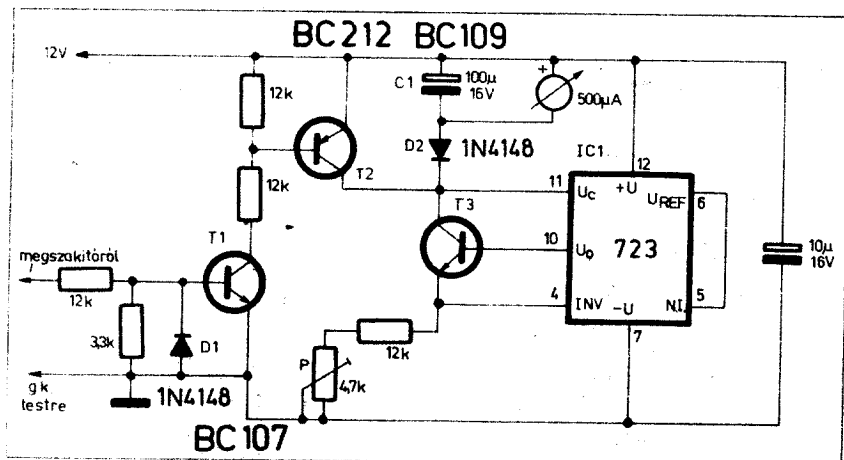 BC212 BC109
12V
12k
C1
100µ
16V
+
500µA
D2
1N4148
IC1
12
12k
T2
11
UC
+U
UREF
6
T3
T1
10
UO
723
10µ
16V
megszakítóról
12k
4
INV
-U
N.I.
5
7
3,3k
D1
12k
P
4,7k
gk
testre
1N4148
BC107